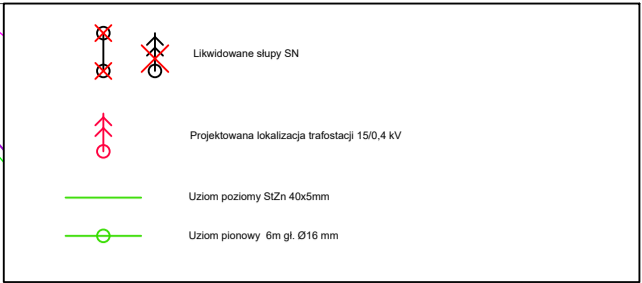 Likwidowane słupy SN
Projektowana lokalizacja trafostacji 15/0,4 kV
Uziom poziomy StZn 40x5mm
Uziom pionowy 6m gł. Ø16 mm